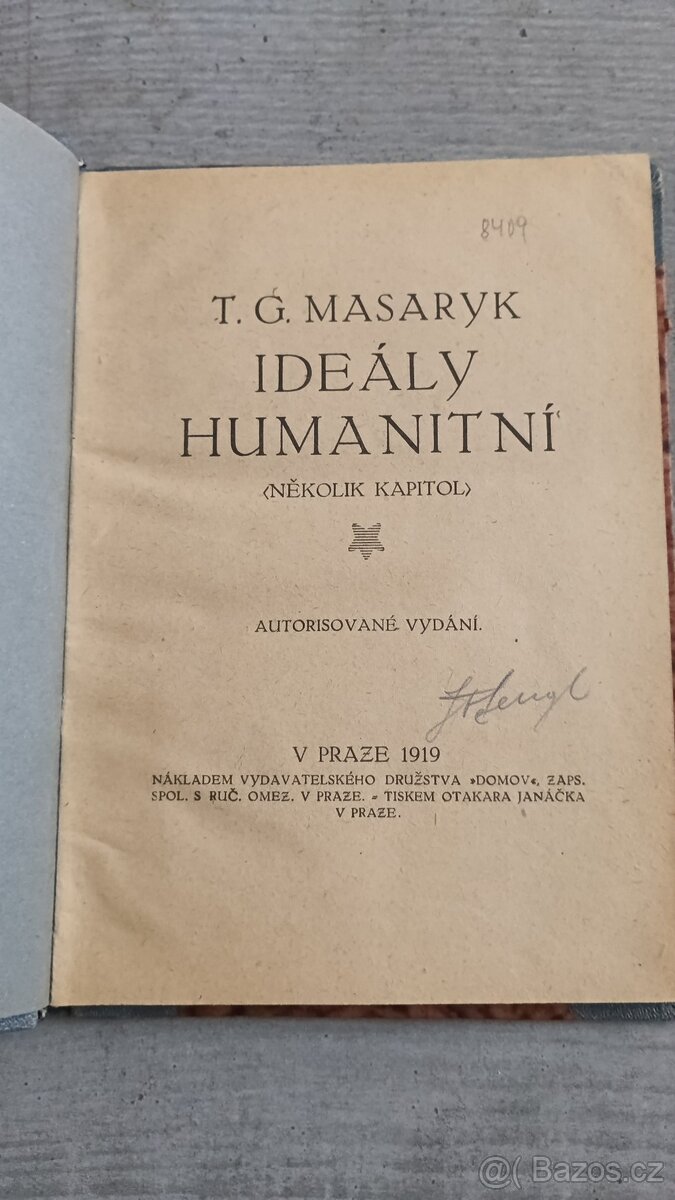 8409
T. G. MASARYK
IDEÁLY
HUMANITNÍ
<NĚKOLIK KAPITOL>
AUTORISOVANÉ VYDÁNÍ.
V PRAZE 1919
NÁKLADEM VYDAVATELSKÉHO DRUŽSTVA »DOMOV«, ZAPS.
SPOL. S RUČ. OMEZ. V PRAZE. - TISKEM OTAKARA JANÁČKA
V PRAZE.
@ Bazos.cz